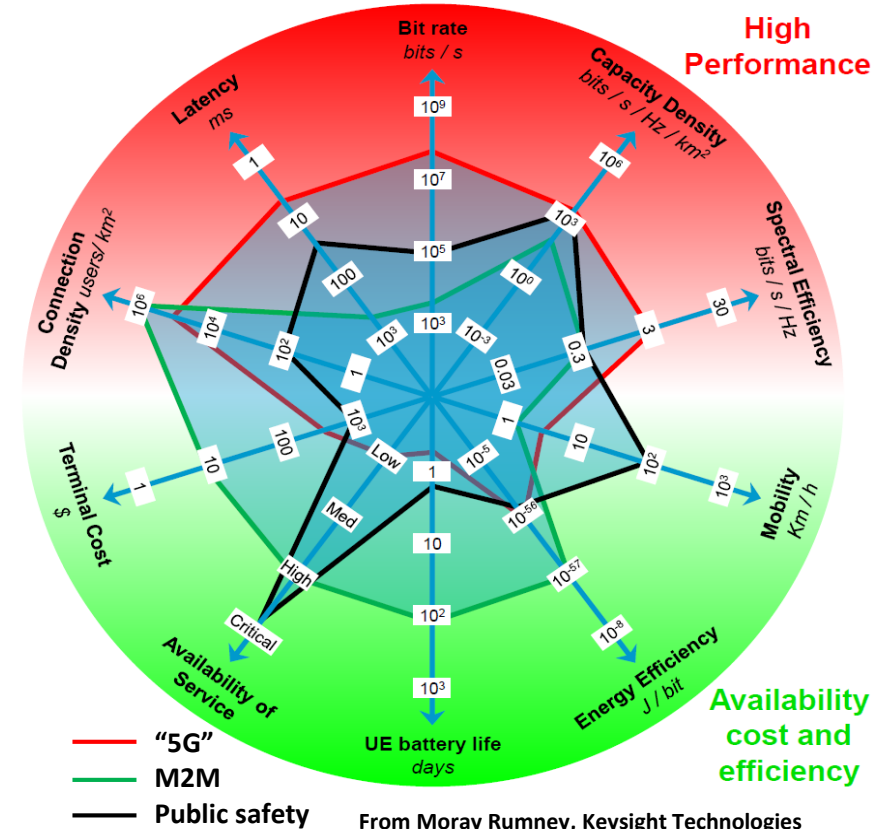 High
Performance
Bit rate
bits / s
10⁹
10⁷
10⁵
10³
Capacity Density
bits / s / Hz / km²
10⁶
10³
10⁰
10⁻³
Spectral Efficiency
bits / s / Hz
30
3
0.3
0.03
Mobility
Km / h
10³
10²
10
1
Energy Efficiency
J / bit
10⁻⁸
10⁻⁵⁷
10⁻⁵⁶
10⁻⁵
UE battery life
days
1
10
10²
10³
Availability of
Service
Critical
High
Med
Low
Terminal Cost
$
1
10
100
10³
Connection
Density users/ km²
10⁶
10⁴
10²
1
Latency
ms
1
10
100
10³
Availability
cost and
efficiency
“5G”
M2M
Public safety
From Moray Rumney, Keysight Technologies